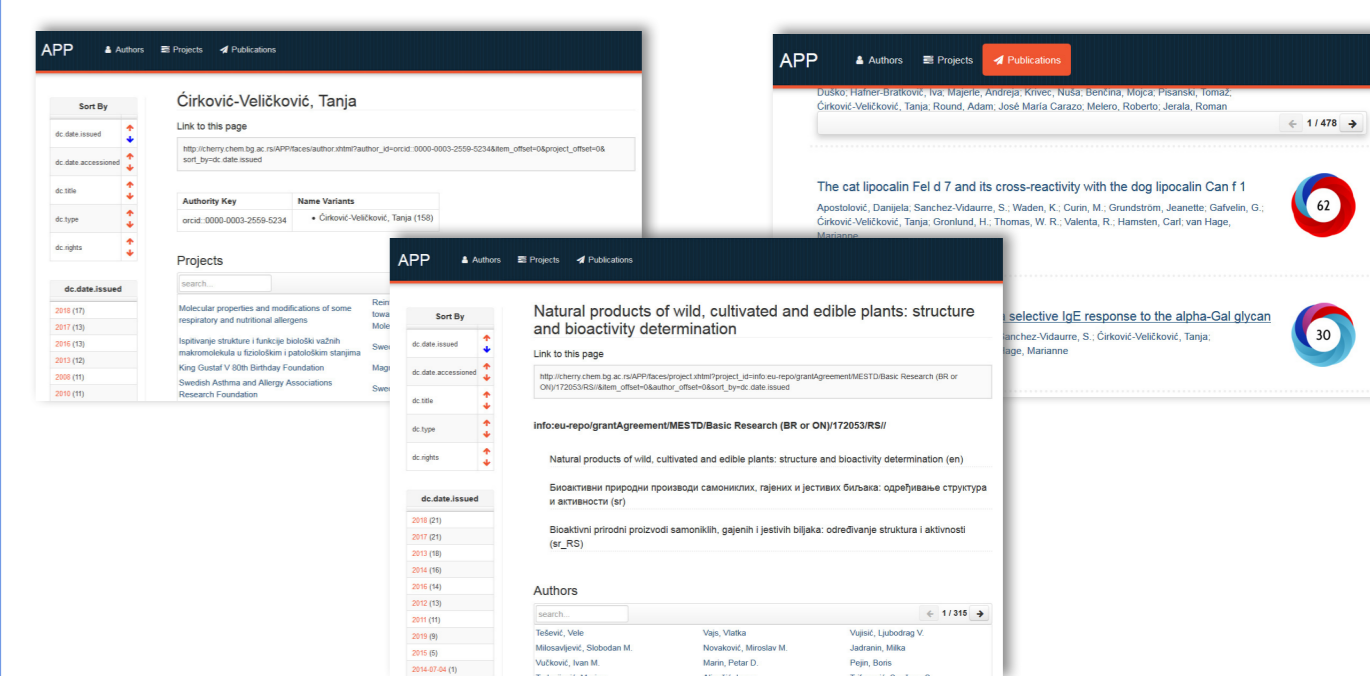 APP Authors Projects Publications
Sort By
dc.date.issued
dc.date.accessioned
dc.title
dc.type
dc.rights
dc.date.issued
2018 (17)
2017 (13)
2016 (13)
2013 (12)
2008 (11)
2010 (11)
Ćirković-Veličković, Tanja
Link to this page
http://cherry.chem.bg.ac.rs/APP/faces/author.xhtml?author_id=orcid::0000-0003-2559-5234&item_offset=0&project_offset=0&
sort_by=dc.date.issued
Authority Key Name Variants
orcid::0000-0003-2559-5234 • Ćirković-Veličković, Tanja (158)
Projects
search...
Molecular properties and modifications of some
respiratory and nutritional allergens
Ispitivanje strukture i funkcije biološki važnih
makromolekula u fiziološkim i patološkim stanjima
King Gustaf V 80th Birthday Foundation
Swedish Asthma and Allergy Associations
Research Foundation
APP Authors Projects Publications
Sort By
dc.date.issued
dc.date.accessioned
dc.title
dc.type
dc.rights
dc.date.issued
2018 (21)
2017 (21)
2013 (18)
2014 (16)
2016 (14)
2012 (13)
2011 (11)
2019 (9)
2015 (5)
2014-07-04 (1)
Natural products of wild, cultivated and edible plants: structure
and bioactivity determination
Link to this page
http://cherry.chem.bg.ac.rs/APP/faces/project.xhtml?project_id=info:eu-repo/grantAgreement/MESTD/Basic Research (BR or
ON)/172053/RS//&item_offset=0&author_offset=0&sort_by=dc.date.issued
info:eu-repo/grantAgreement/MESTD/Basic Research (BR or ON)/172053/RS//
Natural products of wild, cultivated and edible plants: structure and bioactivity determination (en)
Биоактивни природни производи самониклих, гајених и јестивих биљака: одређивање структура
и активности (sr)
Bioaktivni prirodni proizvodi samoniklih, gajenih i jestivih biljaka: određivanje struktura i aktivnosti
(sr_RS)
Authors
search... 1 / 315
Tešević, Vele Vajs, Vlatka Vujisić, Ljubodrag V.
Milosavljević, Slobodan M. Novaković, Miroslav M. Jadranin, Milka
Vučković, Ivan M. Marin, Petar D. Pejin, Boris
APP Authors Projects Publications
Duško; Hafner-Bratkovič, Iva; Majerle, Andreja; Krivec, Nuša; Benčina, Mojca; Pisanski, Tomaž;
Ćirković-Veličković, Tanja; Round, Adam; José María Carazo; Melero, Roberto; Jerala, Roman
1 / 478
The cat lipocalin Fel d 7 and its cross-reactivity with the dog lipocalin Can f 1
Apostolović, Danijela; Sanchez-Vidaurre, S.; Waden, K.; Curin, M.; Grundström, Jeanette; Gafvelin, G.;
Ćirković-Veličković, Tanja; Gronlund, H.; Thomas, W. R.; Valenta, R.; Hamsten, Carl; van Hage,
Marianne
62
selective IgE response to the alpha-Gal glycan
anchez-Vidaurre, S.; Ćirković-Veličković, Tanja;
age, Marianne
30